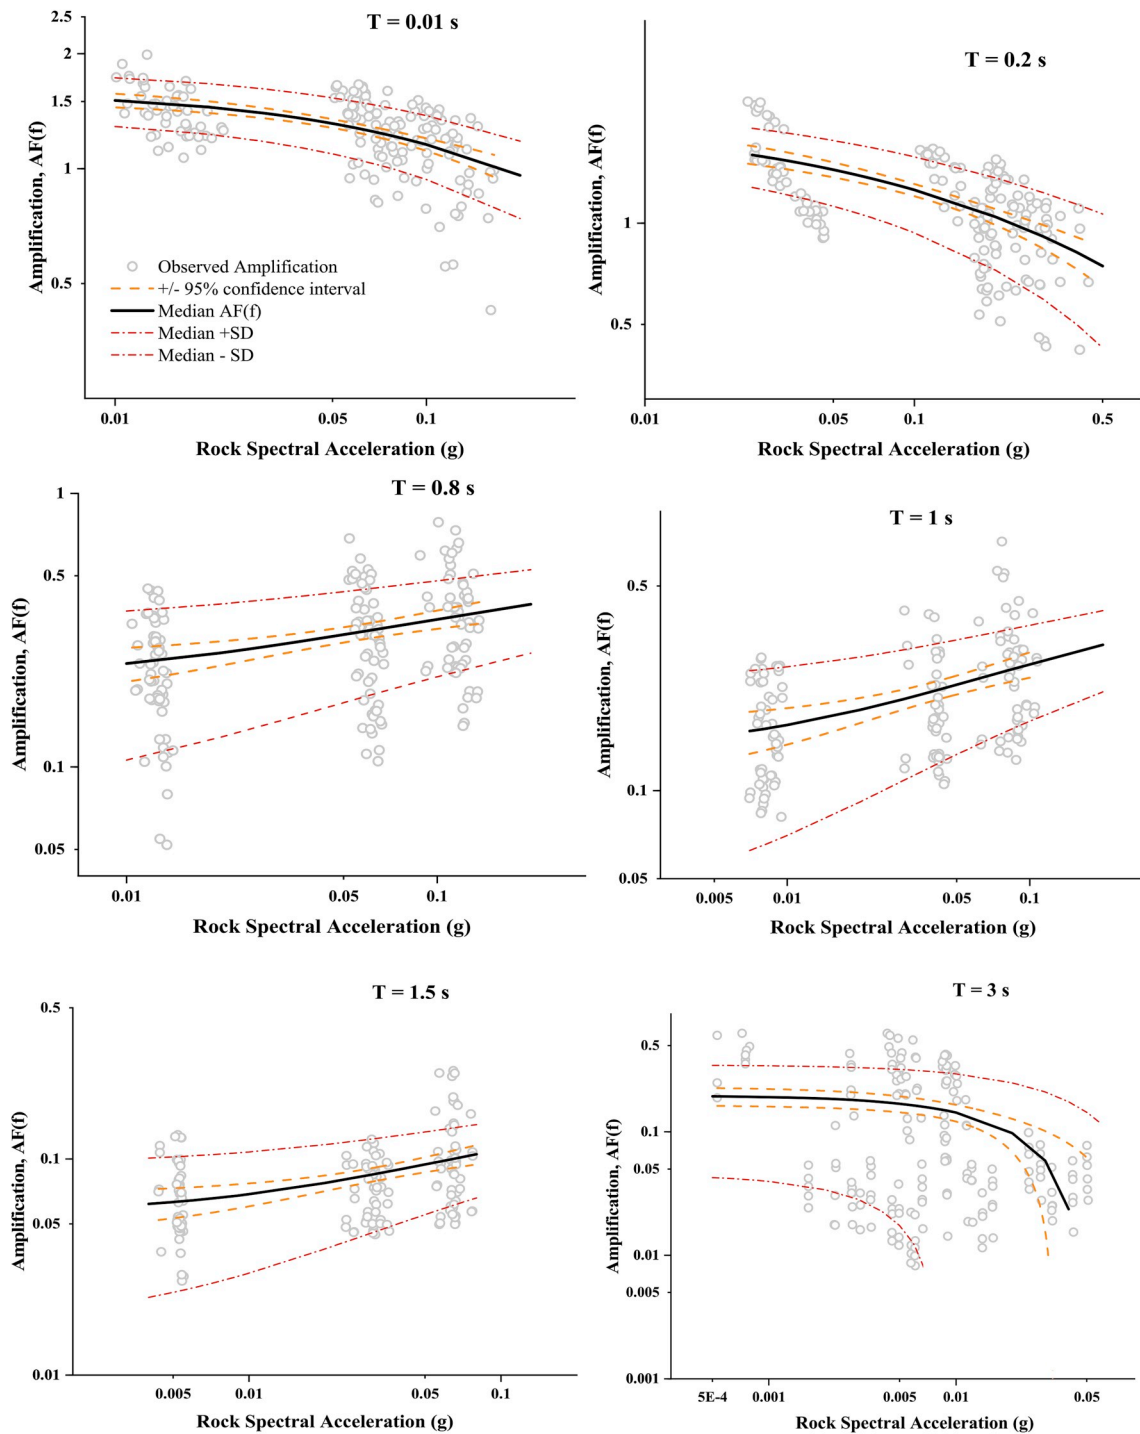 T = 0.01 s
2.5
2
1.5
1
0.5
Amplification, AF(f)
Observed Amplification
+/- 95% confidence interval
Median AF(f)
Median +SD
Median - SD
0.01 0.05 0.1
Rock Spectral Acceleration (g)
T = 0.2 s
1
0.5
Amplification, AF(f)
0.01 0.05 0.1 0.5
Rock Spectral Acceleration (g)
T = 0.8 s
1
0.5
0.1
0.05
Amplification, AF(f)
0.01 0.05 0.1
Rock Spectral Acceleration (g)
T = 1 s
0.5
0.1
0.05
Amplification, AF(f)
0.005 0.01 0.05 0.1
Rock Spectral Acceleration (g)
T = 1.5 s
0.5
0.1
0.05
0.01
Amplification, AF(f)
0.005 0.01 0.05 0.1
Rock Spectral Acceleration (g)
T = 3 s
0.5
0.1
0.05
0.01
0.005
0.001
Amplification, AF(f)
5E-4 0.001 0.005 0.01 0.05
Rock Spectral Acceleration (g)